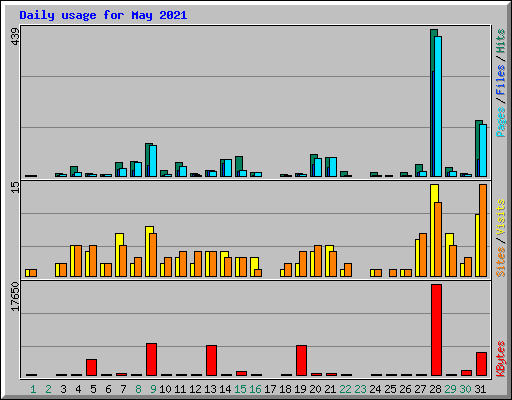 Daily usage for May 2021
439
Pages / Files / Hits
15
Sites / Visits
17650
KBytes
1 2 3 4 5 6 7 8 9 10 11 12 13 14 15 16 17 18 19 20 21 22 23 24 25 26 27 28 29 30 31